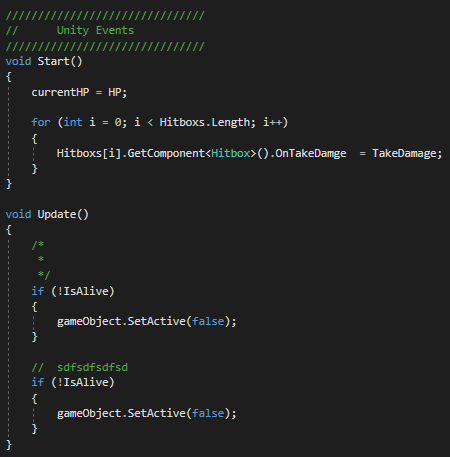 ///////////////////////////////
//      Unity Events
///////////////////////////////
void Start()
{
    currentHP = HP;

    for (int i = 0; i < Hitboxs.Length; i++)
    {
        Hitboxs[i].GetComponent<Hitbox>().OnTakeDamge  = TakeDamage;
    }
}

void Update()
{
    /*
     *
     */
    if (!IsAlive)
    {
        gameObject.SetActive(false);
    }

    //  sdfsdfsdfsd
    if (!IsAlive)
    {
        gameObject.SetActive(false);
    }
}